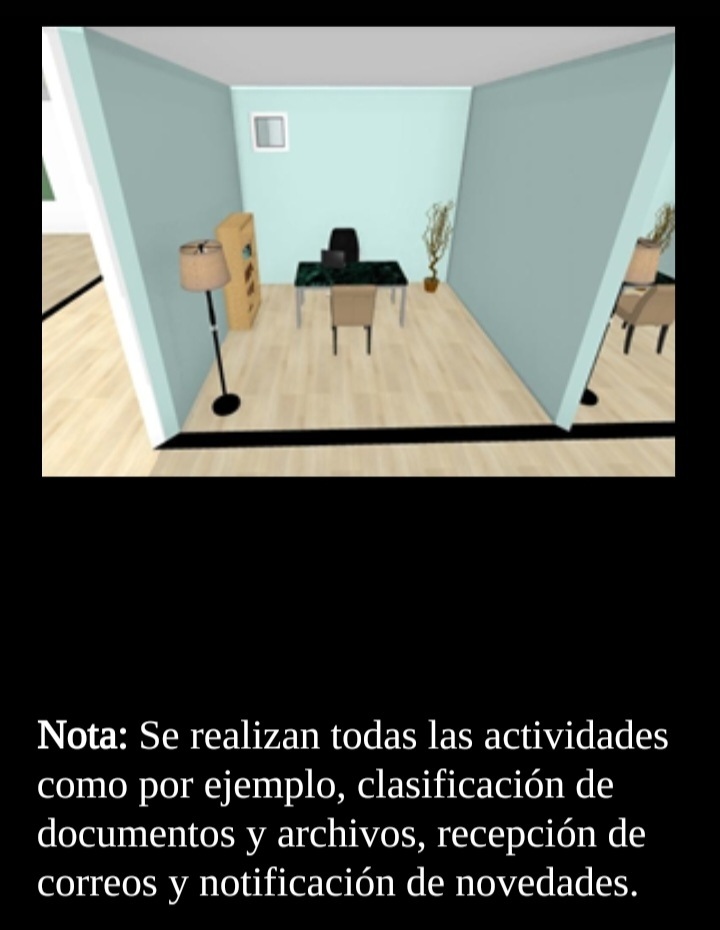 Nota: Se realizan todas las actividades
como por ejemplo, clasificación de
documentos y archivos, recepción de
correos y notificación de novedades.